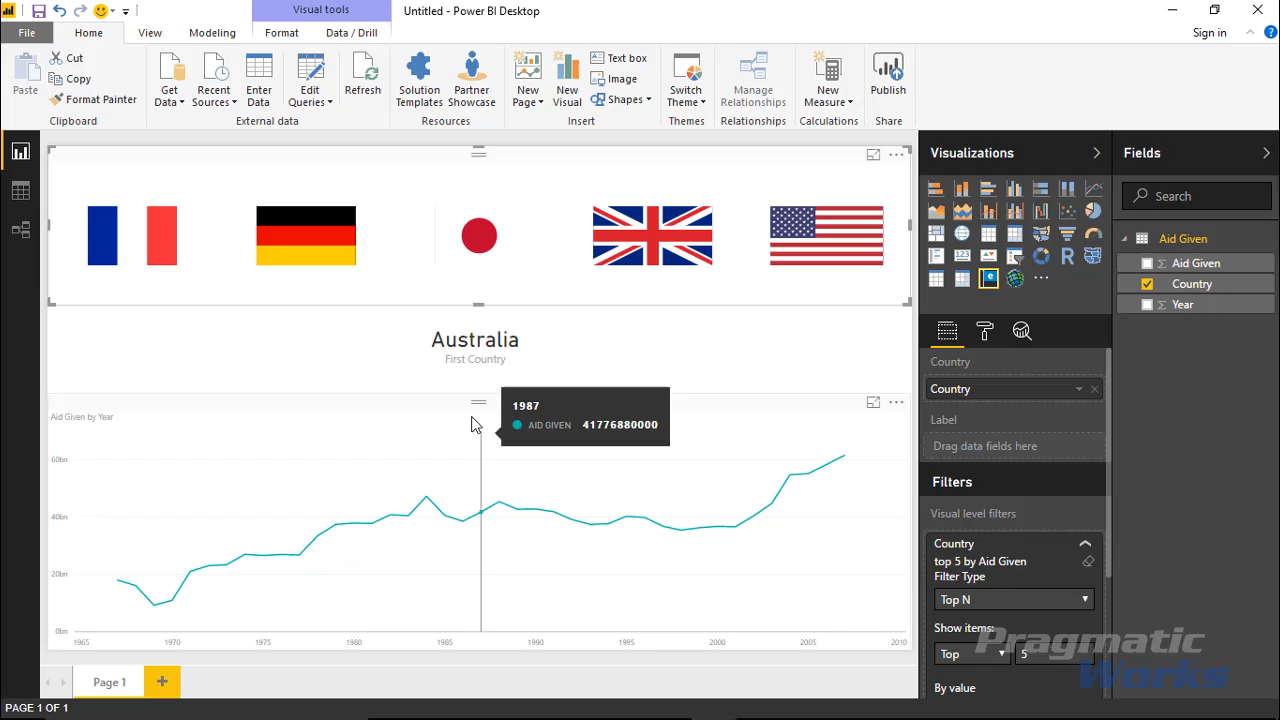 Visual tools
Untitled - Power BI Desktop
File
Home
View
Modeling
Format
Data / Drill
Sign in
Paste
Cut
Copy
Format Painter
Clipboard
Get Data
Recent Sources
Enter Data
Edit Queries
Refresh
External data
Solution Templates
Partner Showcase
Resources
New Page
New Visual
Text box
Image
Shapes
Insert
Switch Theme
Themes
Manage Relationships
Relationships
New Measure
Calculations
Publish
Share
Australia
First Country
Aid Given by Year
1987
AID GIVEN 41776880000
60bn
40bn
20bn
0bn
1965 1970 1975 1980 1985 1990 1995 2000 2005 2010
Page 1
PAGE 1 OF 1
Visualizations
R
Country
Country
Label
Drag data fields here
Filters
Visual level filters
Country
top 5 by Aid Given
Filter Type
Top N
Show items:
Top 5
By value
Fields
Search
Aid Given
Aid Given
Country
Year
Pragmatic
Works